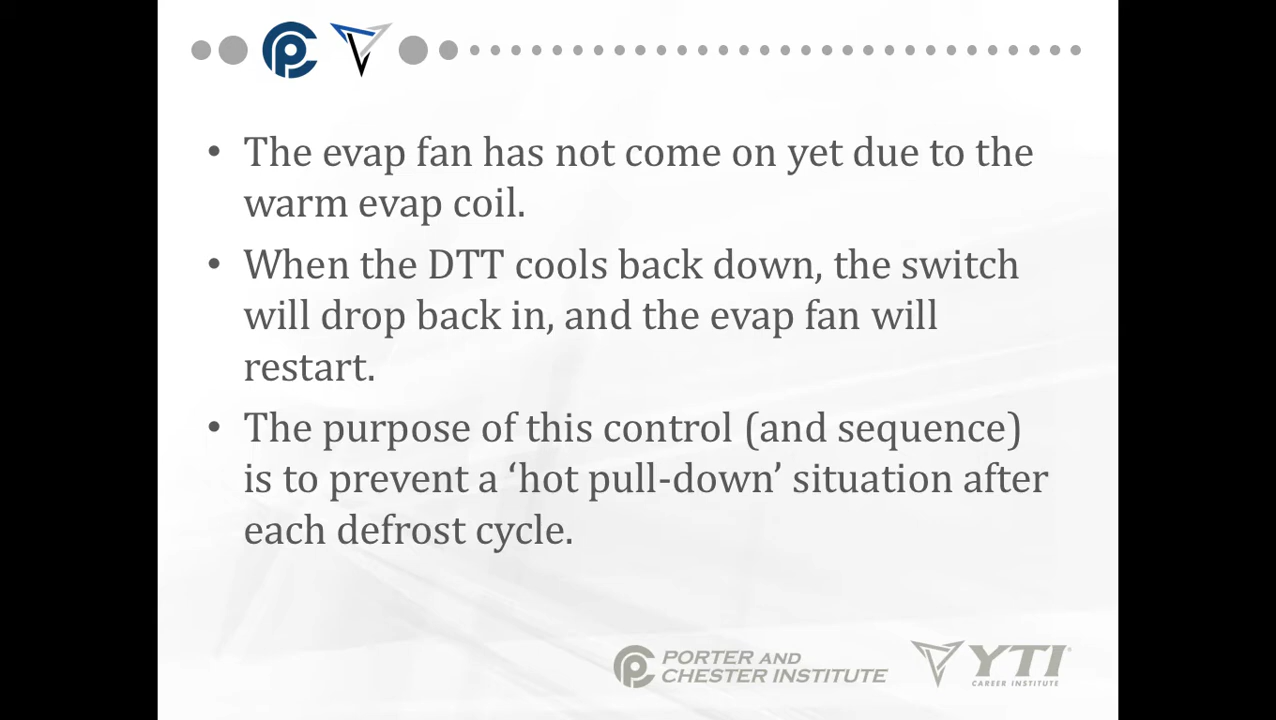 • The evap fan has not come on yet due to the
warm evap coil.
• When the DTT cools back down, the switch
will drop back in, and the evap fan will
restart.
• The purpose of this control (and sequence)
is to prevent a ‘hot pull-down’ situation after
each defrost cycle.
PORTER AND
CHESTER INSTITUTE
YTI®
CAREER INSTITUTE